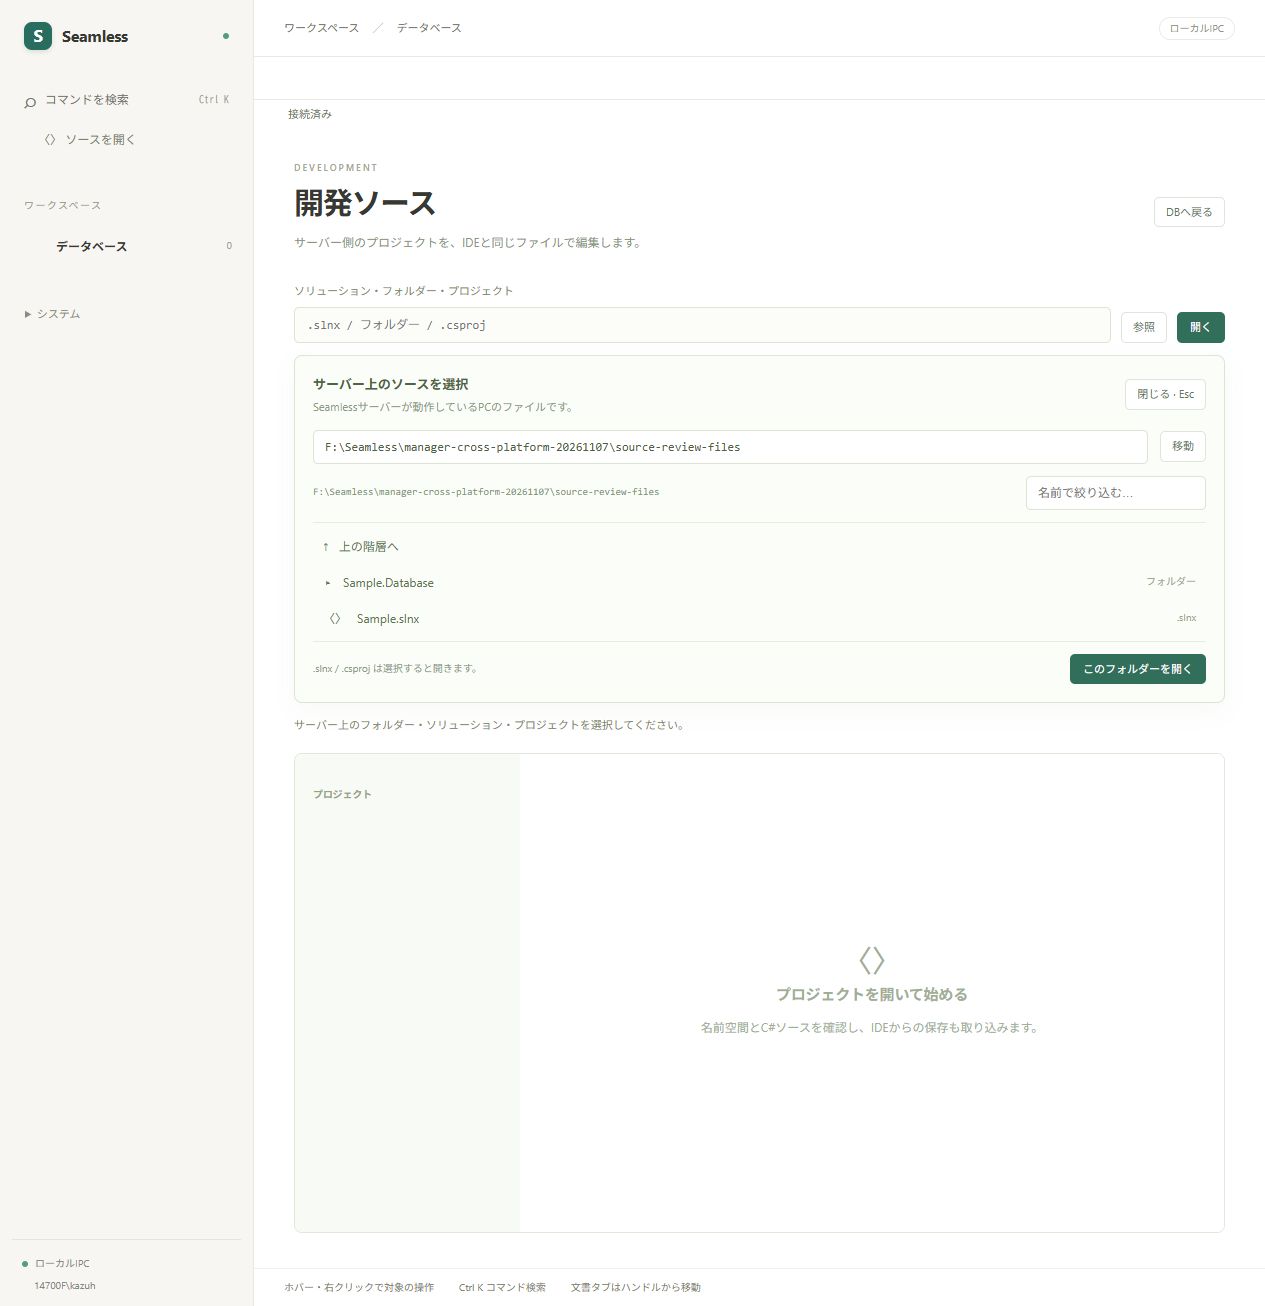 S Seamless
コマンドを検索 Ctrl K
ソースを開く
ワークスペース
データベース 0
システム
ローカルIPC
14700F\kazuh
ワークスペース / データベース ローカルIPC
接続済み
DEVELOPMENT
開発ソース
DBへ戻る
サーバー側のプロジェクトを、IDEと同じファイルで編集します。
ソリューション・フォルダー・プロジェクト
.slnx / フォルダー / .csproj 参照 開く
サーバー上のソースを選択
Seamlessサーバーが動作しているPCのファイルです。
閉じる · Esc
F:\Seamless\manager-cross-platform-20261107\source-review-files 移動
F:\Seamless\manager-cross-platform-20261107\source-review-files 名前で絞り込む...
↑ 上の階層へ
Sample.Database フォルダー
Sample.slnx .slnx
.slnx / .csproj は選択すると開きます。 このフォルダーを開く
サーバー上のフォルダー・ソリューション・プロジェクトを選択してください。
プロジェクト
プロジェクトを開いて始める
名前空間とC#ソースを確認し、IDEからの保存も取り込みます。
ホバー・右クリックで対象の操作 Ctrl K コマンド検索 文書タブはハンドルから移動